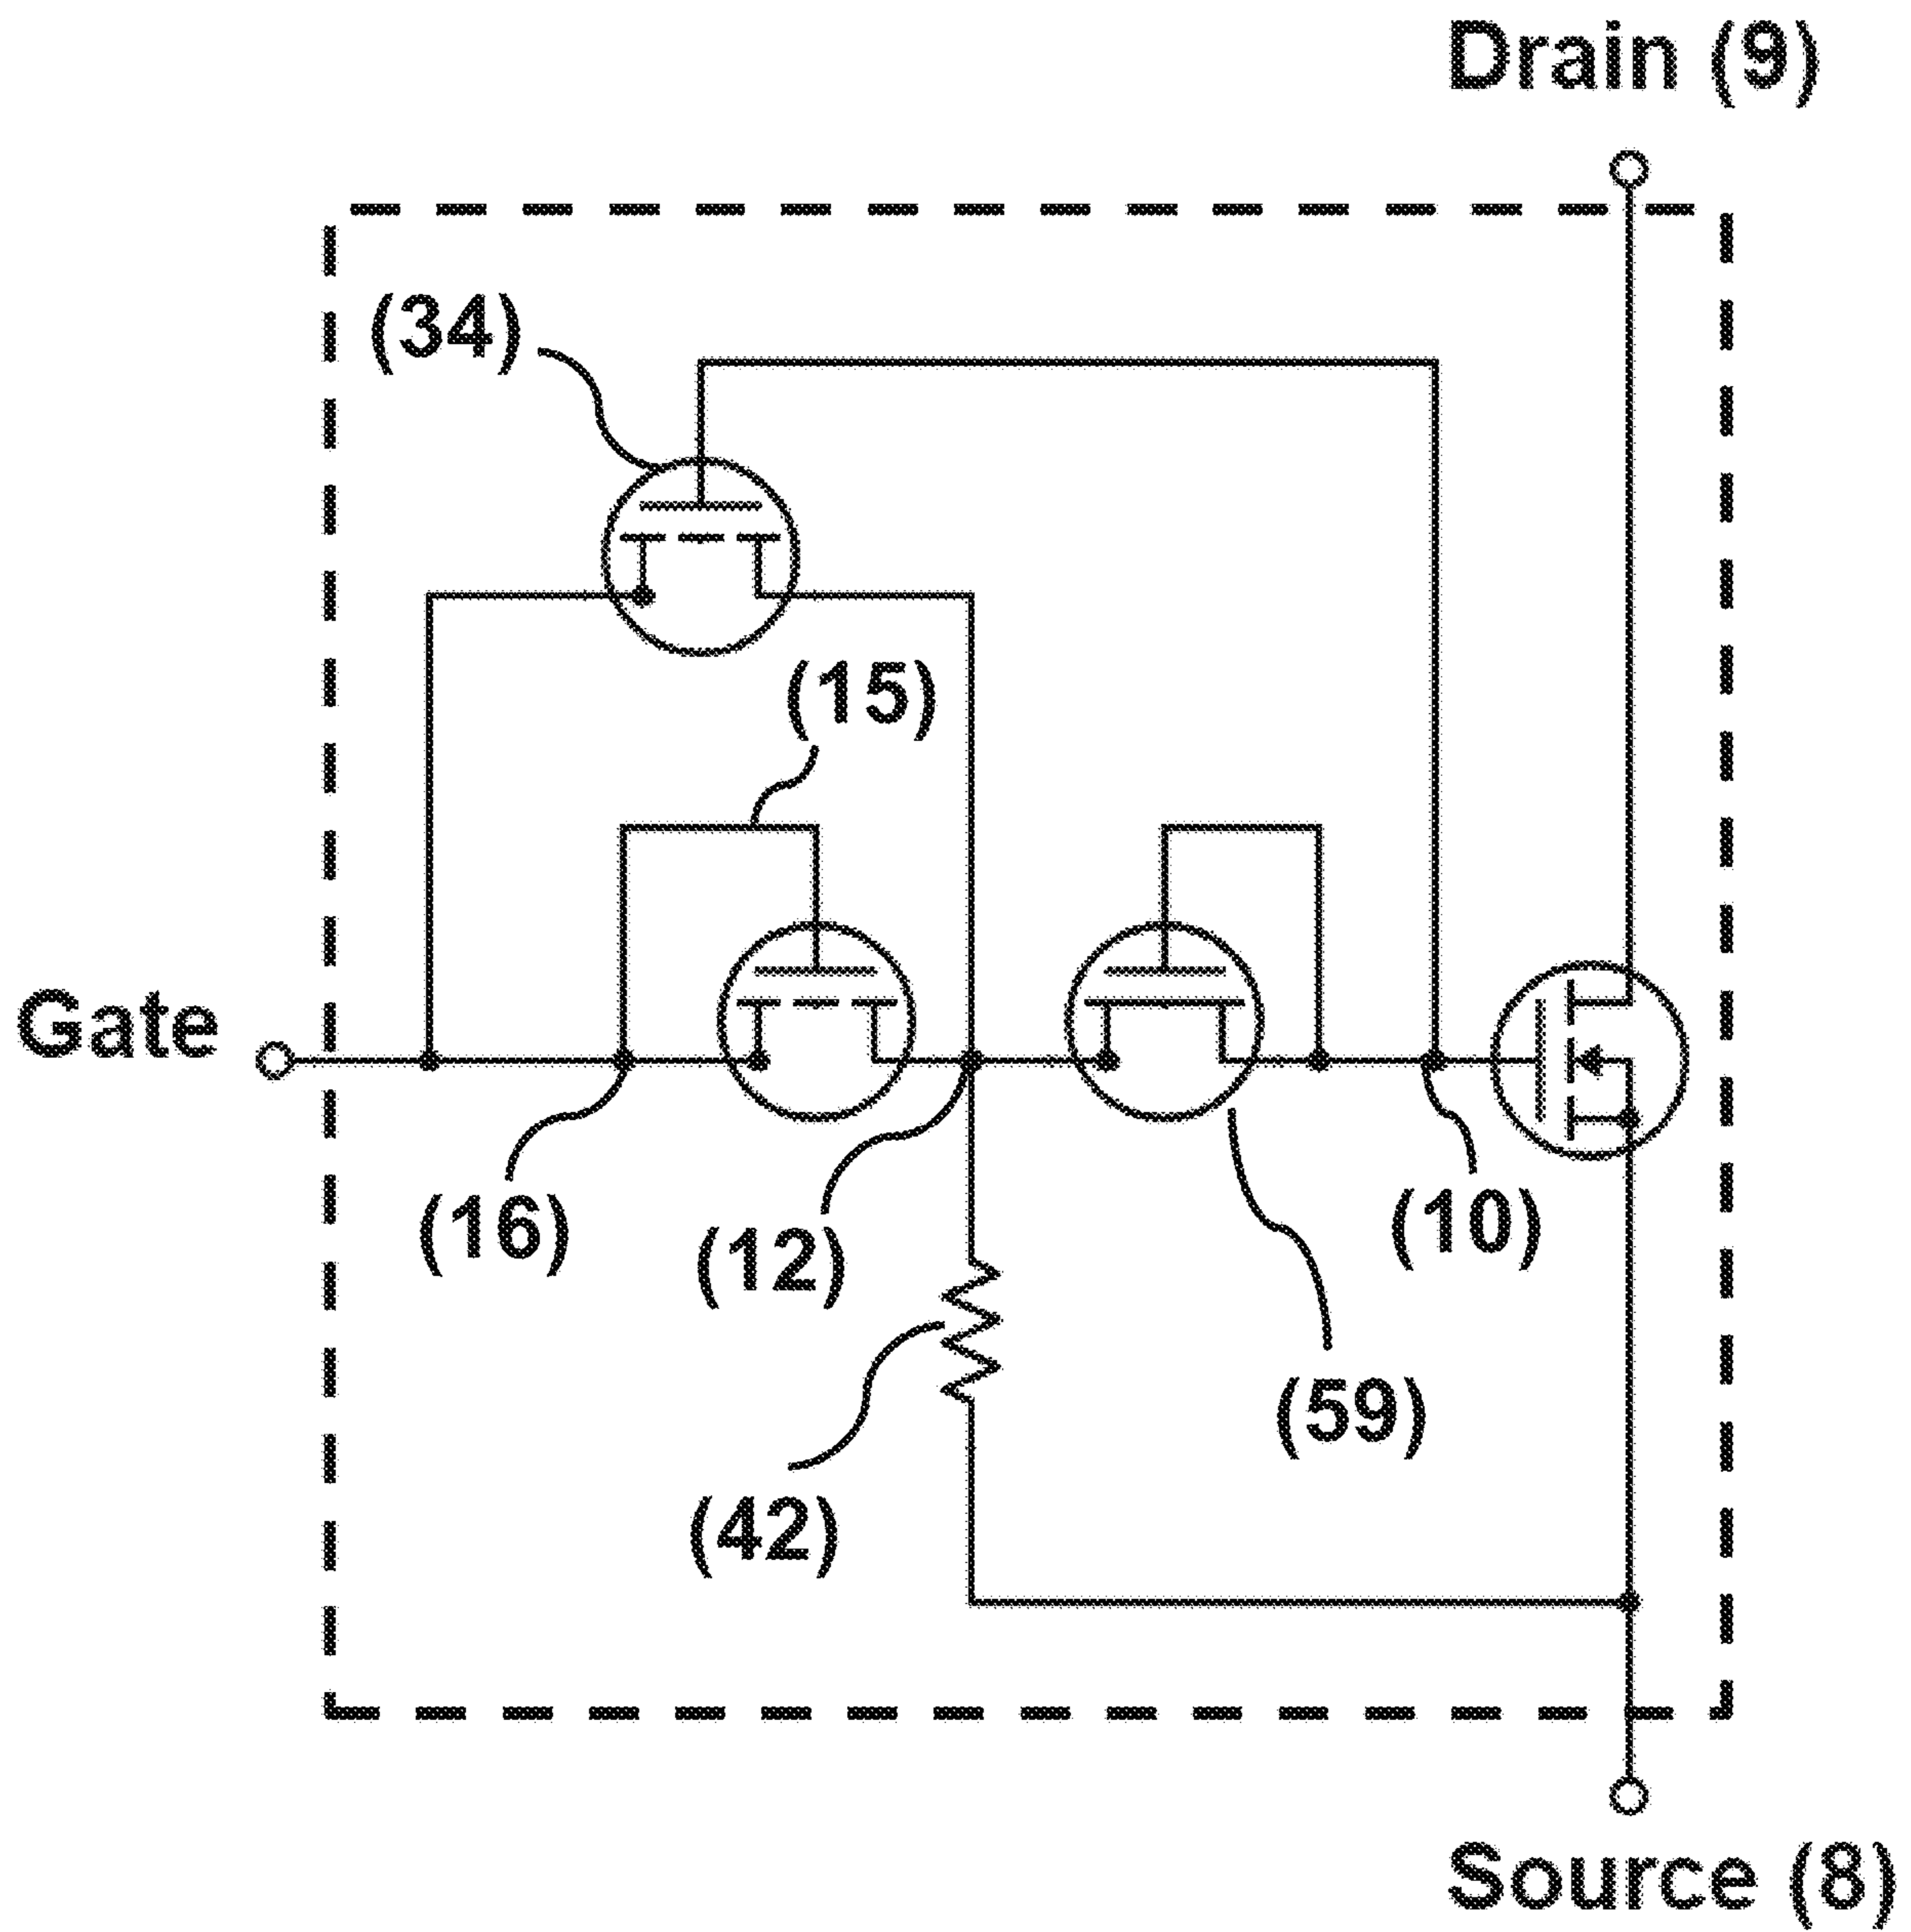 Drain (9)
(34)
(15)
Gate
(16)
(12)
(10)
(59)
(42)
Source (8)